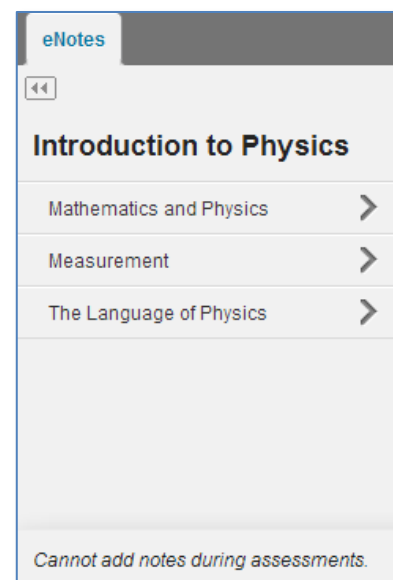 eNotes
Introduction to Physics
Mathematics and Physics
Measurement
The Language of Physics
Cannot add notes during assessments.